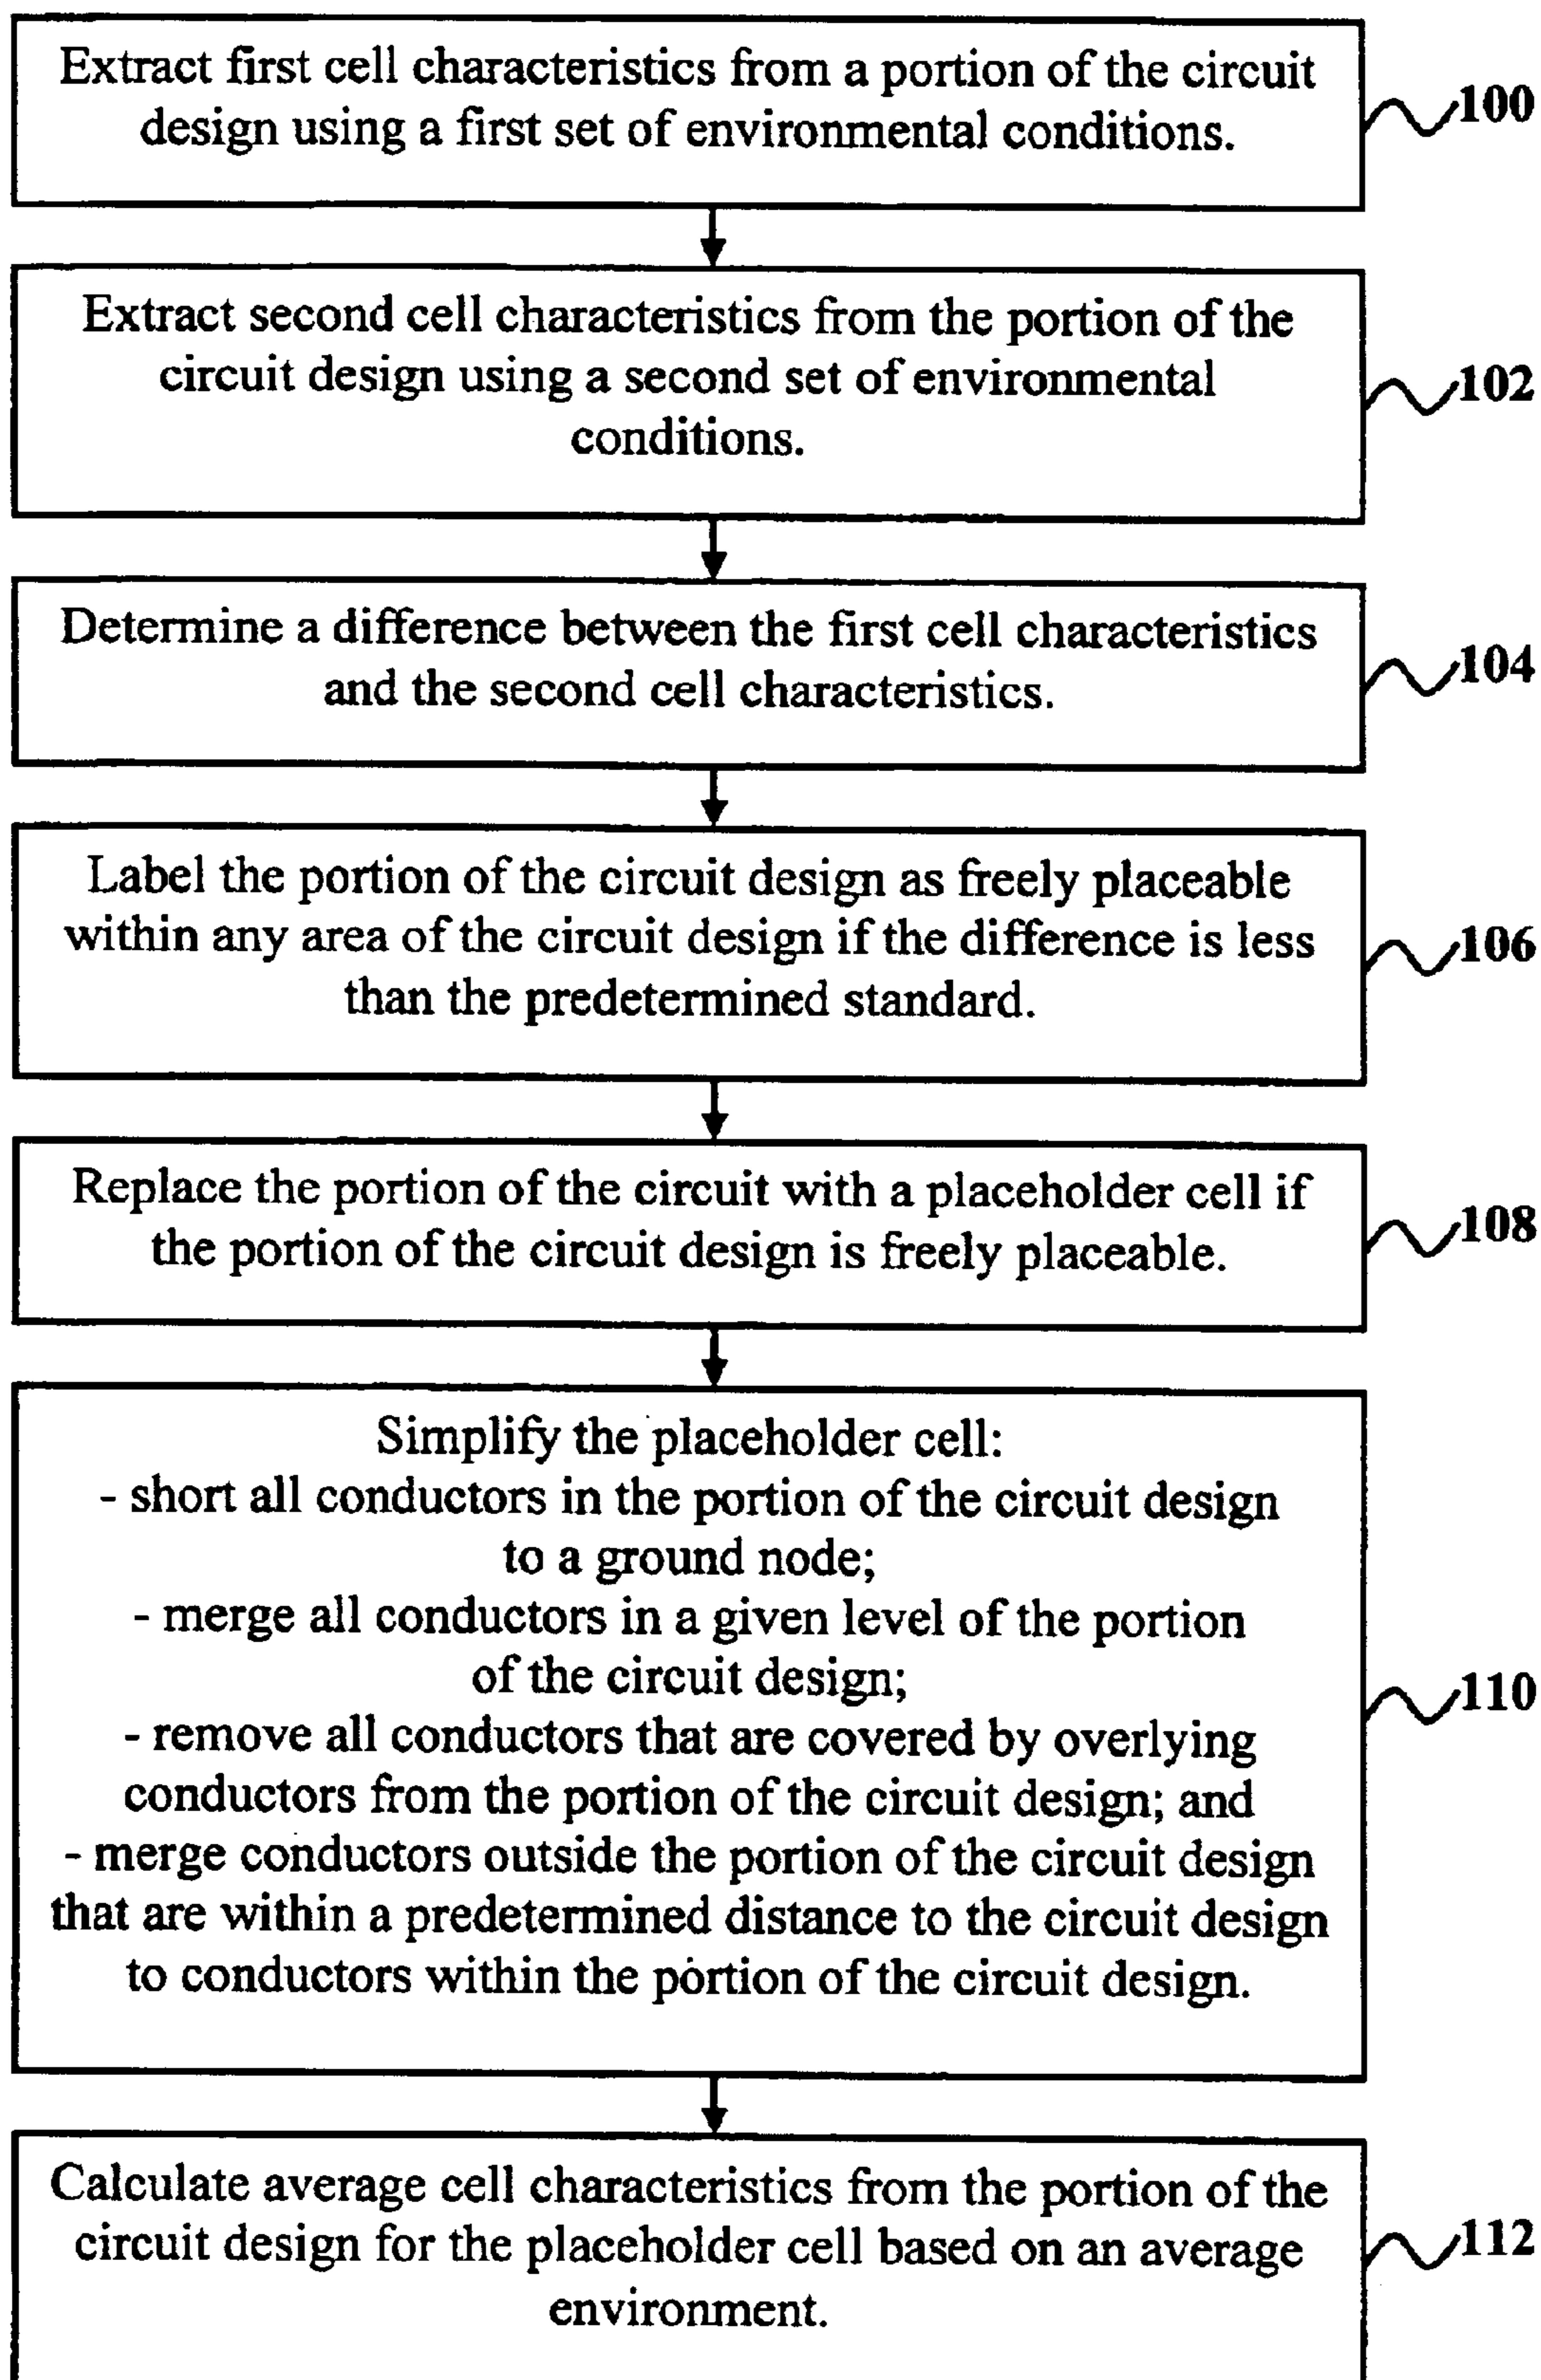 Extract first cell characteristics from a portion of the circuit
design using a first set of environmental conditions.
100
Extract second cell characteristics from the portion of the
circuit design using a second set of environmental
conditions.
102
Determine a difference between the first cell characteristics
and the second cell characteristics.
104
Label the portion of the circuit design as freely placeable
within any area of the circuit design if the difference is less
than the predetermined standard.
106
Replace the portion of the circuit with a placeholder cell if
the portion of the circuit design is freely placeable.
108
Simplify the placeholder cell:
- short all conductors in the portion of the circuit design
to a ground node;
- merge all conductors in a given level of the portion
of the circuit design;
- remove all conductors that are covered by overlying
conductors from the portion of the circuit design; and
- merge conductors outside the portion of the circuit design
that are within a predetermined distance to the circuit design
to conductors within the portion of the circuit design.
110
Calculate average cell characteristics from the portion of the
circuit design for the placeholder cell based on an average
environment.
112